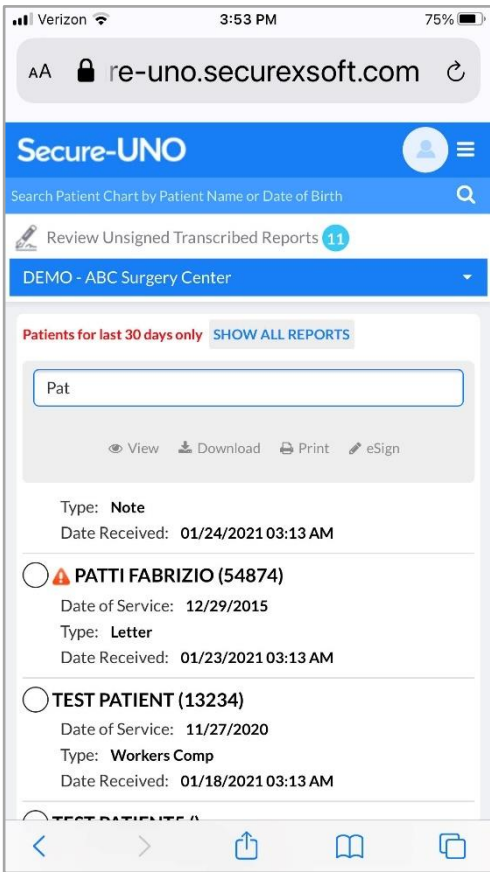 Verizon 3:53 PM 75%
AA re-uno.securexsoft.com
Secure-UNO
Search Patient Chart by Patient Name or Date of Birth
Review Unsigned Transcribed Reports 11
DEMO - ABC Surgery Center
Patients for last 30 days only SHOW ALL REPORTS
Pat
View Download Print eSign
Type: Note
Date Received: 01/24/2021 03:13 AM
PATTI FABRIZIO (54874)
Date of Service: 12/29/2015
Type: Letter
Date Received: 01/23/2021 03:13 AM
TEST PATIENT (13234)
Date of Service: 11/27/2020
Type: Workers Comp
Date Received: 01/18/2021 03:13 AM
TEST PATIENT5 ()